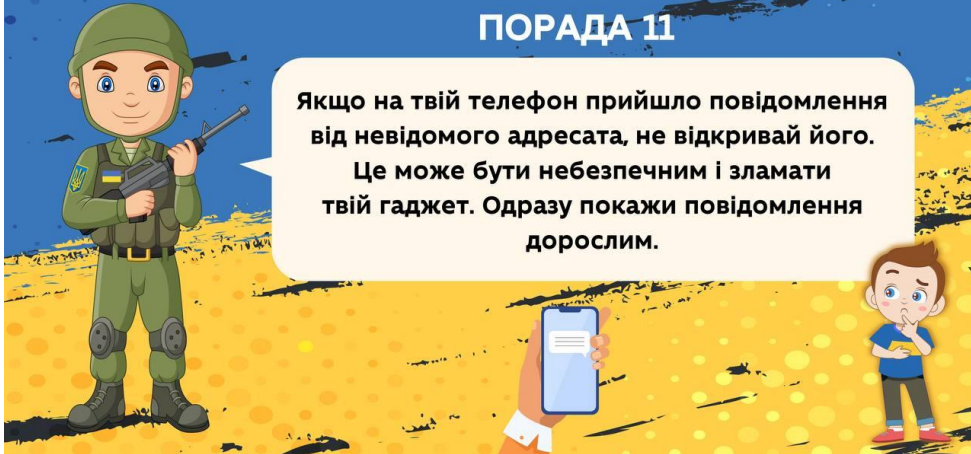 ПОРАДА 11
Якщо на твій телефон прийшло повідомлення
від невідомого адресата, не відкривай його.
Це може бути небезпечним і зламати
твій гаджет. Одразу покажи повідомлення
дорослим.